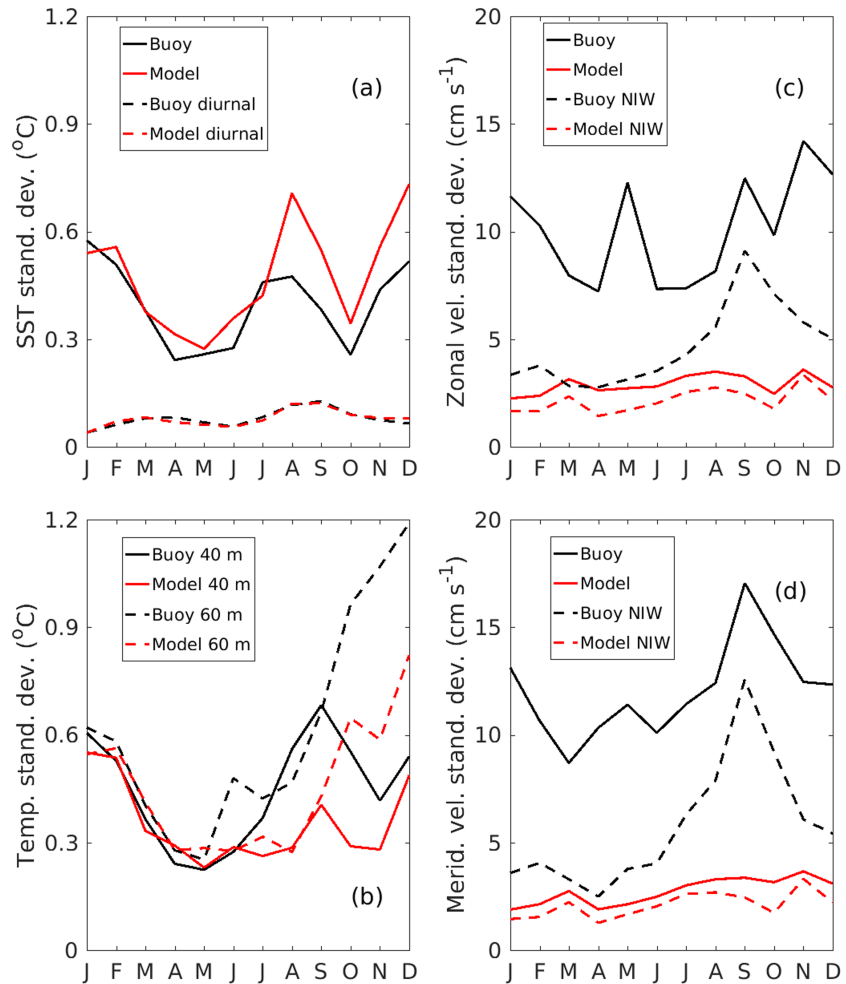 SST stand. dev. (°C)
1.2
0.9
0.6
0.3
0
Buoy
Model
Buoy diurnal
Model diurnal
(a)
J F M A M J J A S O N D
Zonal vel. stand. dev. (cm s⁻¹)
20
15
10
5
0
Buoy
Model
Buoy NIW
Model NIW
(c)
J F M A M J J A S O N D
Temp. stand. dev. (°C)
1.2
0.9
0.6
0.3
0
Buoy 40 m
Model 40 m
Buoy 60 m
Model 60 m
(b)
J F M A M J J A S O N D
Merid. vel. stand. dev. (cm s⁻¹)
20
15
10
5
0
Buoy
Model
Buoy NIW
Model NIW
(d)
J F M A M J J A S O N D